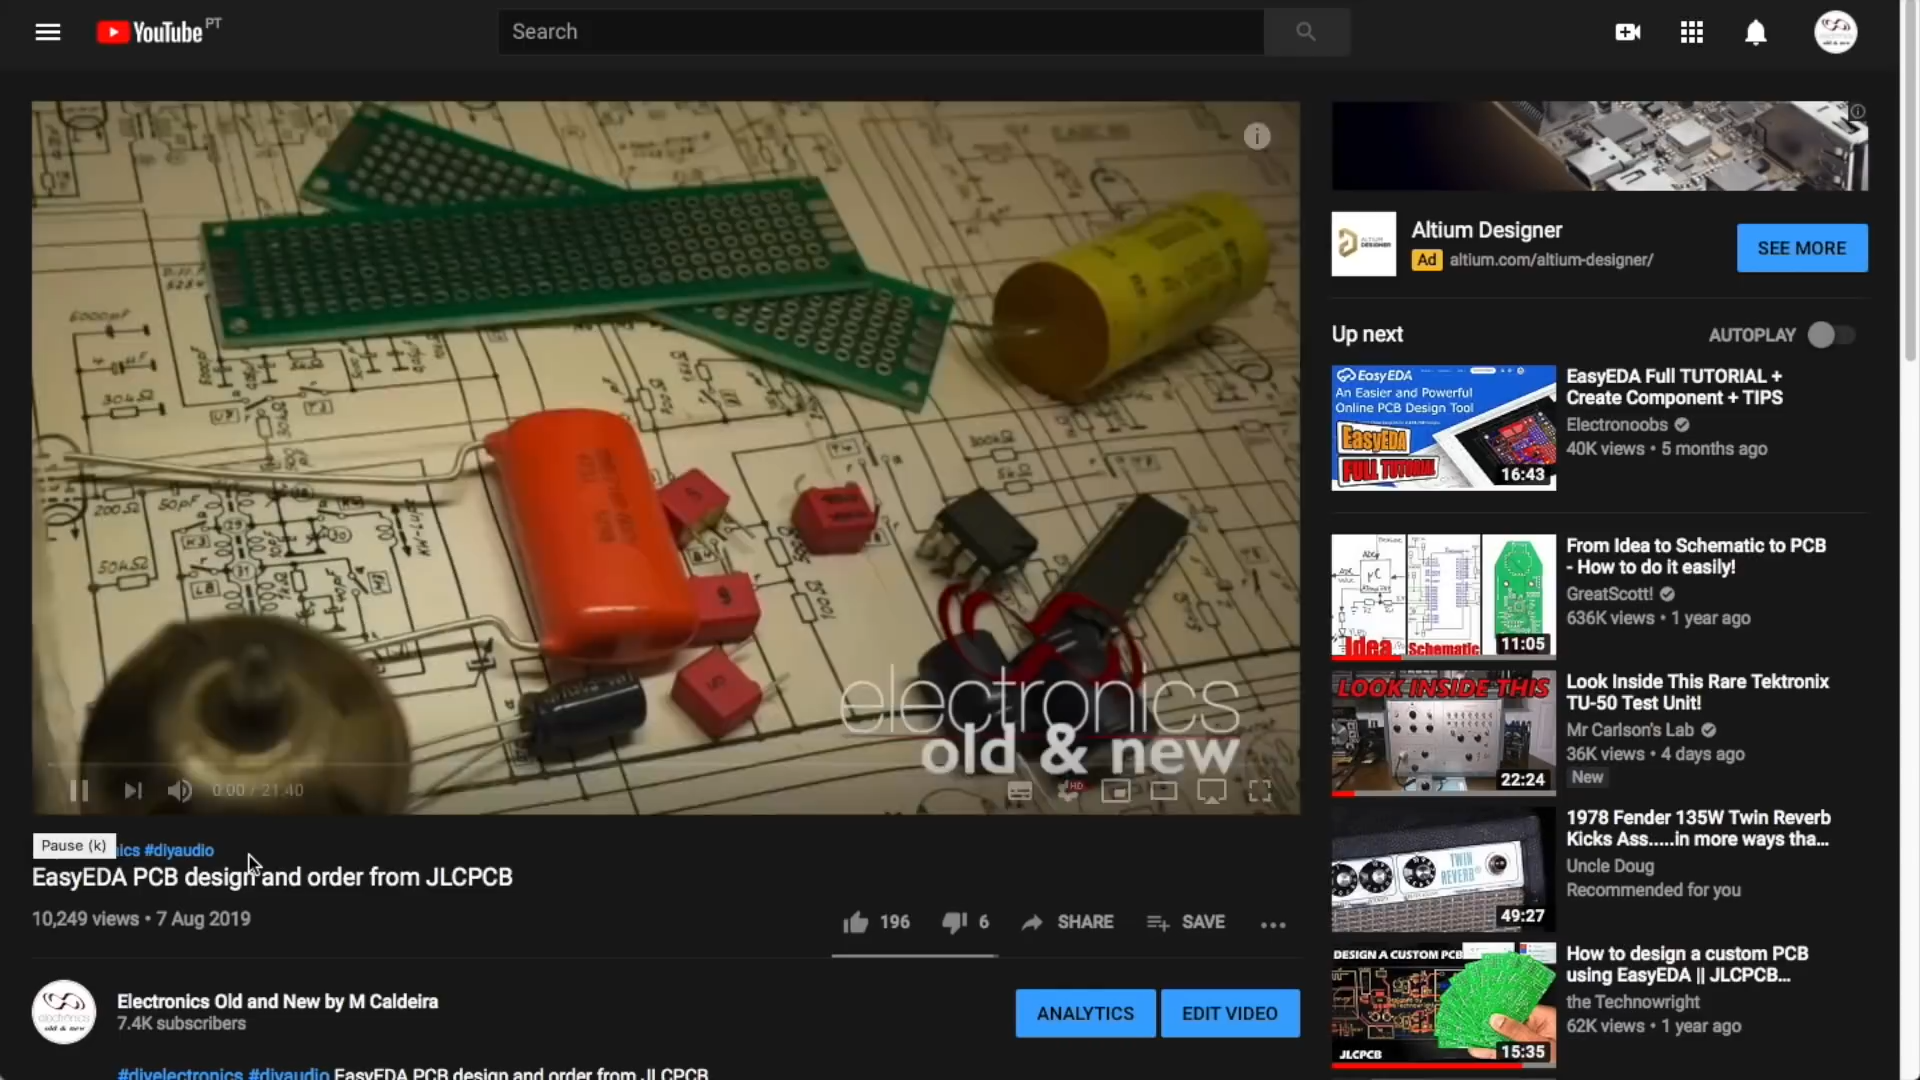 YouTube PT
Search
electronics
old & new
0:00 / 21:40
HD
Pause (k)
#diyaudio
EasyEDA PCB design and order from JLCPCB
10,249 views • 7 Aug 2019
196
6
SHARE
SAVE
Electronics Old and New by M Caldeira
7.4K subscribers
ANALYTICS
EDIT VIDEO
#diyelectronics #diyaudio EasyEDA PCB design and order from JLCPCB
Altium Designer
Ad altium.com/altium-designer/
SEE MORE
Up next
AUTOPLAY
EasyEDA
An Easier and Powerful
Online PCB Design Tool
EasyEDA
FULL TUTORIAL
16:43
EasyEDA Full TUTORIAL +
Create Component + TIPS
Electronoobs
40K views • 5 months ago
Idea
Schematic
11:05
From Idea to Schematic to PCB
- How to do it easily!
GreatScott!
636K views • 1 year ago
LOOK INSIDE THIS
22:24
Look Inside This Rare Tektronix
TU-50 Test Unit!
Mr Carlson's Lab
36K views • 4 days ago
New
TWIN
REVERB
49:27
1978 Fender 135W Twin Reverb
Kicks Ass.....in more ways tha...
Uncle Doug
Recommended for you
DESIGN A CUSTOM PCB
JLCPCB
15:35
How to design a custom PCB
using EasyEDA || JLCPCB...
the Technowright
62K views • 1 year ago